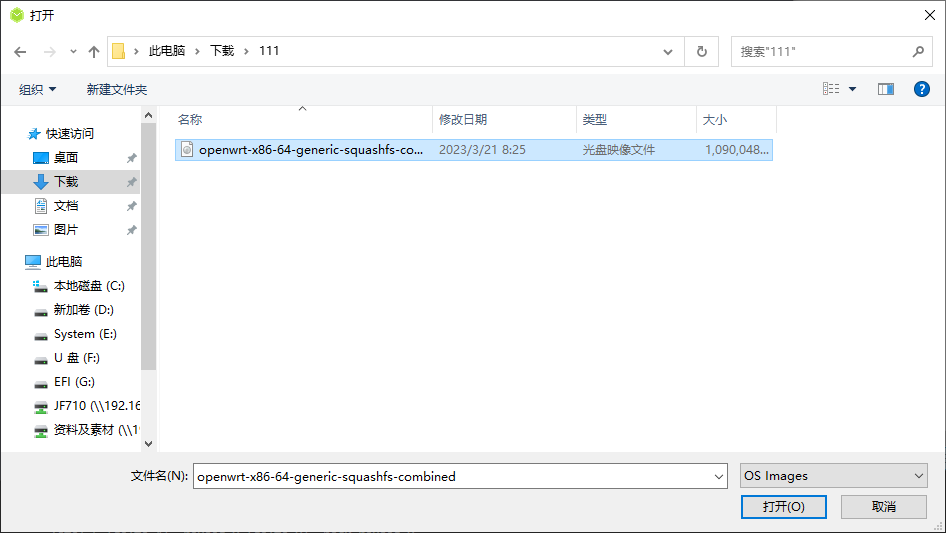 打开
此电脑 下载 111
搜索"111"
组织 新建文件夹
名称 修改日期 类型 大小
openwrt-x86-64-generic-squashfs-co... 2023/3/21 8:25 光盘映像文件 1,090,048...
快速访问
桌面
下载
文档
图片
此电脑
本地磁盘 (C:)
新加卷 (D:)
System (E:)
U 盘 (F:)
EFI (G:)
JF710 (\\192.16
资料及素材 (\\1
文件名(N): openwrt-x86-64-generic-squashfs-combined OS Images
打开(O) 取消